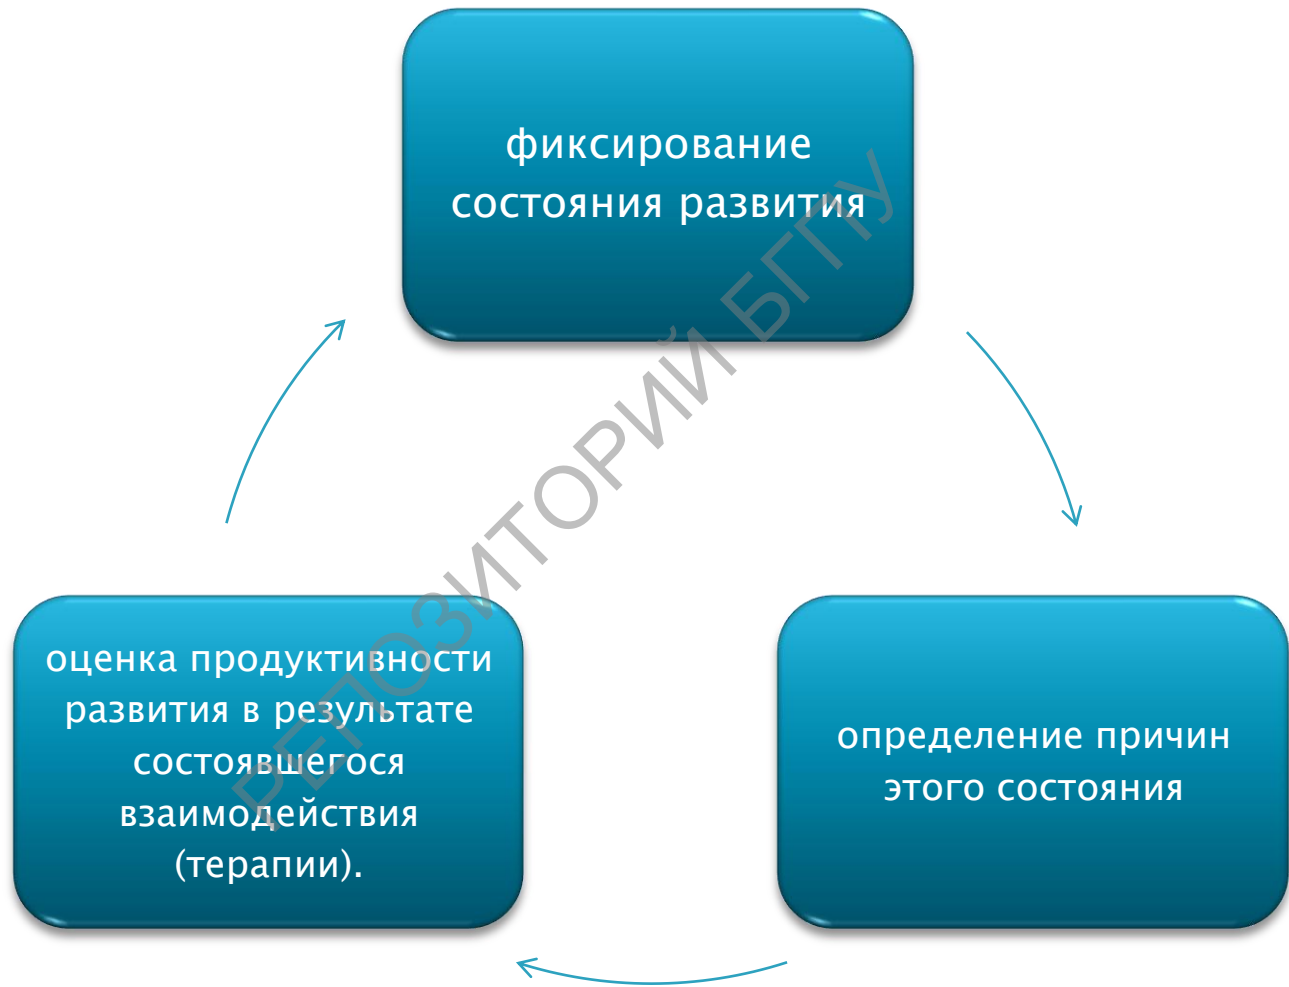 фиксирование
состояния развития
определение причин
этого состояния
оценка продуктивности
развития в результате
состоявшегося
взаимодействия
(терапии).
РЕПОЗИТОРИЙ БГПУ